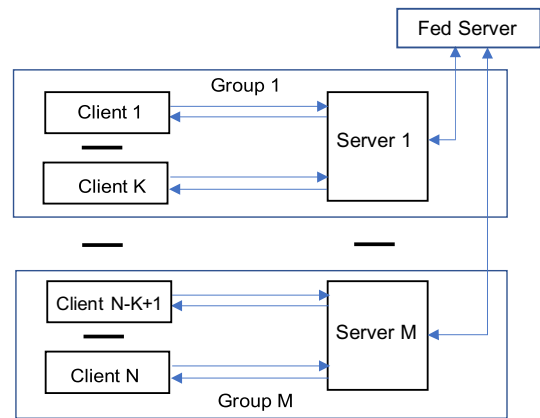 Fed Server
Group 1
Client 1
Server 1
Client K
Client N-K+1
Server M
Client N
Group M